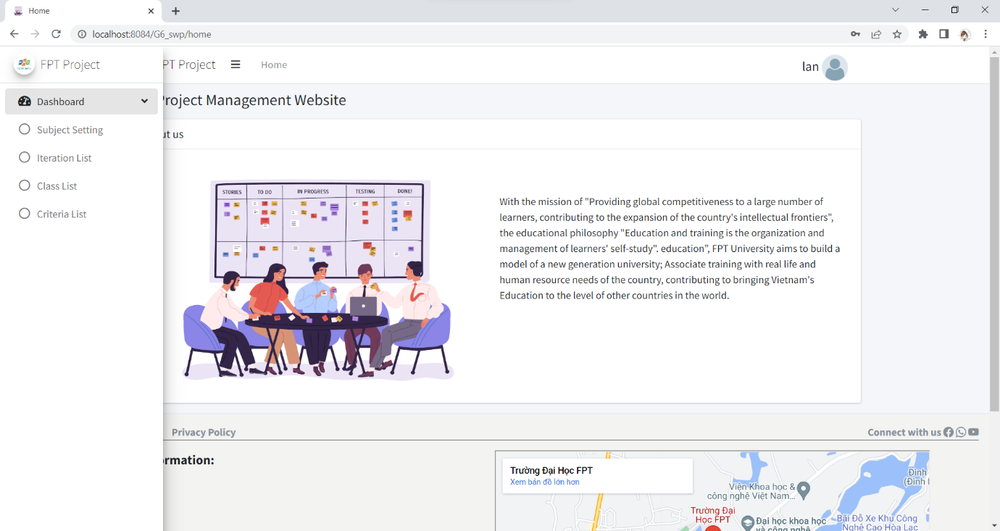 Home
localhost:8084/G6_swp/home
FPT Project
PT Project
Home
lan
Dashboard
Subject Setting
Iteration List
Class List
Criteria List
Project Management Website
ut us
STORIES
TO DO
IN PROGRESS
TESTING
DONE!
With the mission of "Providing global competitiveness to a large number of
learners, contributing to the expansion of the country's intellectual frontiers",
the educational philosophy "Education and training is the organization and
management of learners' self-study". education”, FPT University aims to build a
model of a new generation university; Associate training with real life and
human resource needs of the country, contributing to bringing Vietnam's
Education to the level of other countries in the world.
Privacy Policy
Connect with us
ormation:
Trường Đại Học FPT
Xem bản đồ lớn hơn
Viện Khoa học &
công nghệ Việt Nam...
Trường Đại
Học FPT
Đại học khoa học
và công nghệ
Bãi Đỗ Xe Khu Công
Nghệ Cao Hòa Lạc
Đình
(Đình